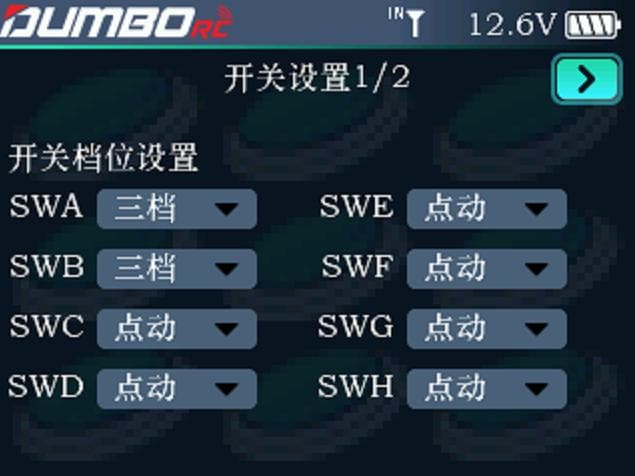 DUMBORC IN 12.6V
开关设置1/2
开关档位设置
SWA 三档 SWE 点动
SWB 三档 SWF 点动
SWC 点动 SWG 点动
SWD 点动 SWH 点动